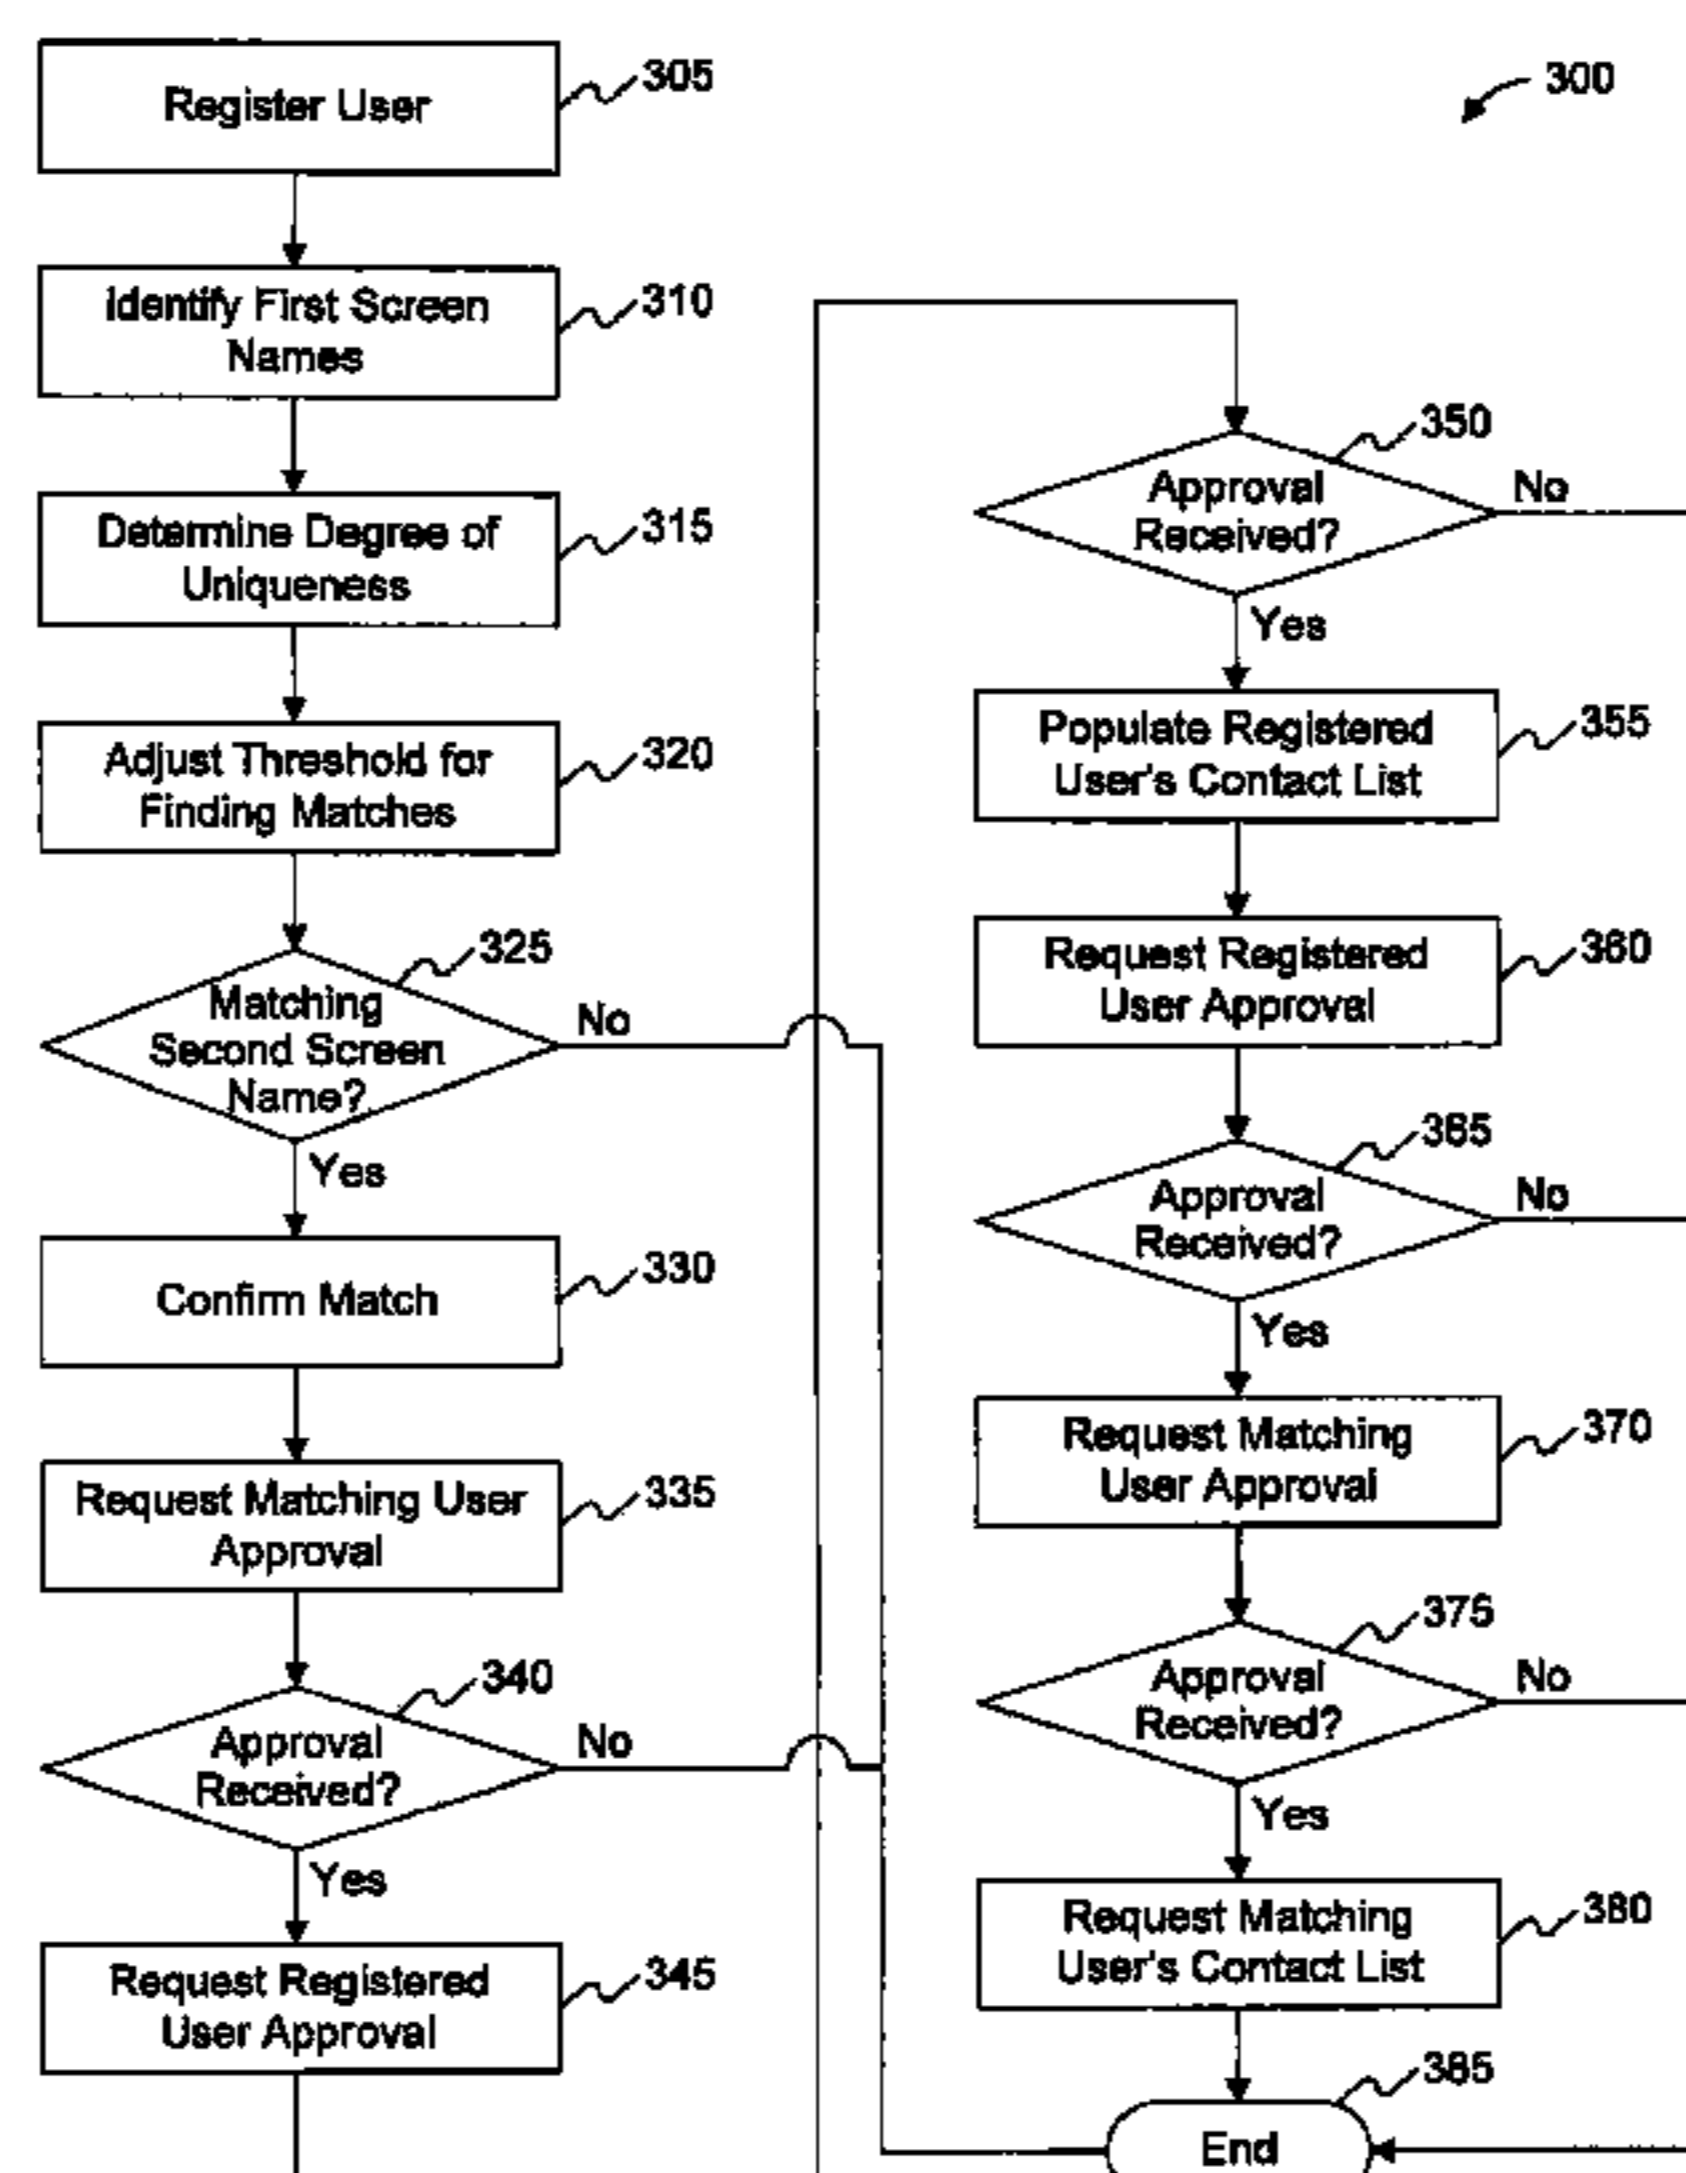 305
Register User
310
Identify First Screen
Names
315
Determine Degree of
Uniqueness
320
Adjust Threshold for
Finding Matches
325
Matching
Second Screen
Name?
No
Yes
330
Confirm Match
335
Request Matching User
Approval
340
Approval
Received?
No
Yes
345
Request Registered
User Approval
300
350
Approval
Received?
No
Yes
355
Populate Registered
User's Contact List
360
Request Registered
User Approval
365
Approval
Received?
No
Yes
370
Request Matching
User Approval
375
Approval
Received?
No
Yes
380
Request Matching
User's Contact List
385
End